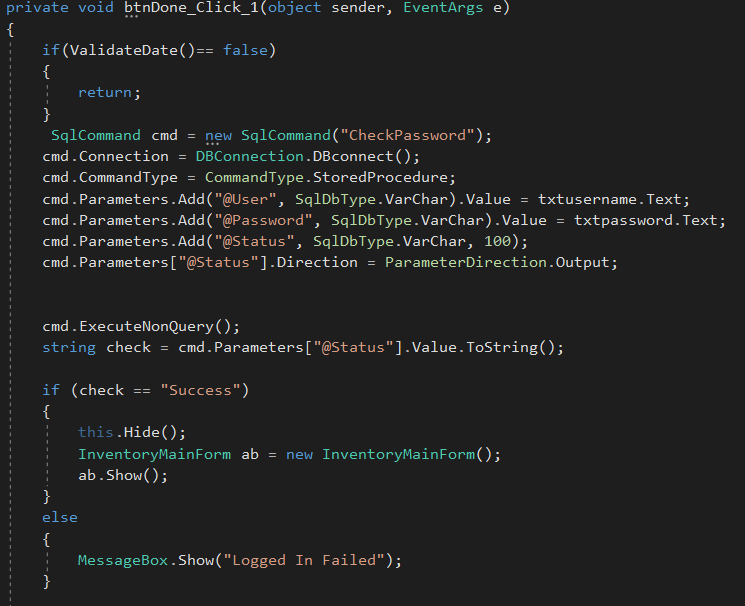 private void btnDone_Click_1(object sender, EventArgs e)
{
if(ValidateDate()== false)
{
return;
}
SqlCommand cmd = new SqlCommand("CheckPassword");
cmd.Connection = DBConnection.DBconnect();
cmd.CommandType = CommandType.StoredProcedure;
cmd.Parameters.Add("@User", SqlDbType.VarChar).Value = txtusername.Text;
cmd.Parameters.Add("@Password", SqlDbType.VarChar).Value = txtpassword.Text;
cmd.Parameters.Add("@Status", SqlDbType.VarChar, 100);
cmd.Parameters["@Status"].Direction = ParameterDirection.Output;
cmd.ExecuteNonQuery();
string check = cmd.Parameters["@Status"].Value.ToString();
if (check == "Success")
{
this.Hide();
InventoryMainForm ab = new InventoryMainForm();
ab.Show();
}
else
{
MessageBox.Show("Logged In Failed");
}